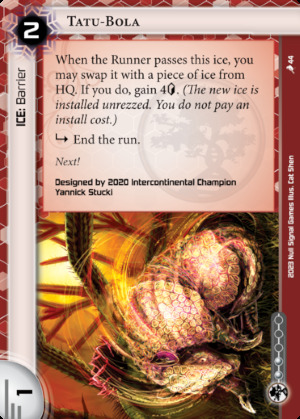 2
TATU-BOLA
ICE: Barrier
When the Runner passes this ice, you
may swap it with a piece of ice from
HQ. If you do, gain 4. (The new ice is
installed unrezzed. You do not pay an
install cost.)
↳ End the run.
Next!
Designed by 2020 Intercontinental Champion
Yannick Stucki
44
2023 Null Signal Games Illus. Cat Shen
1